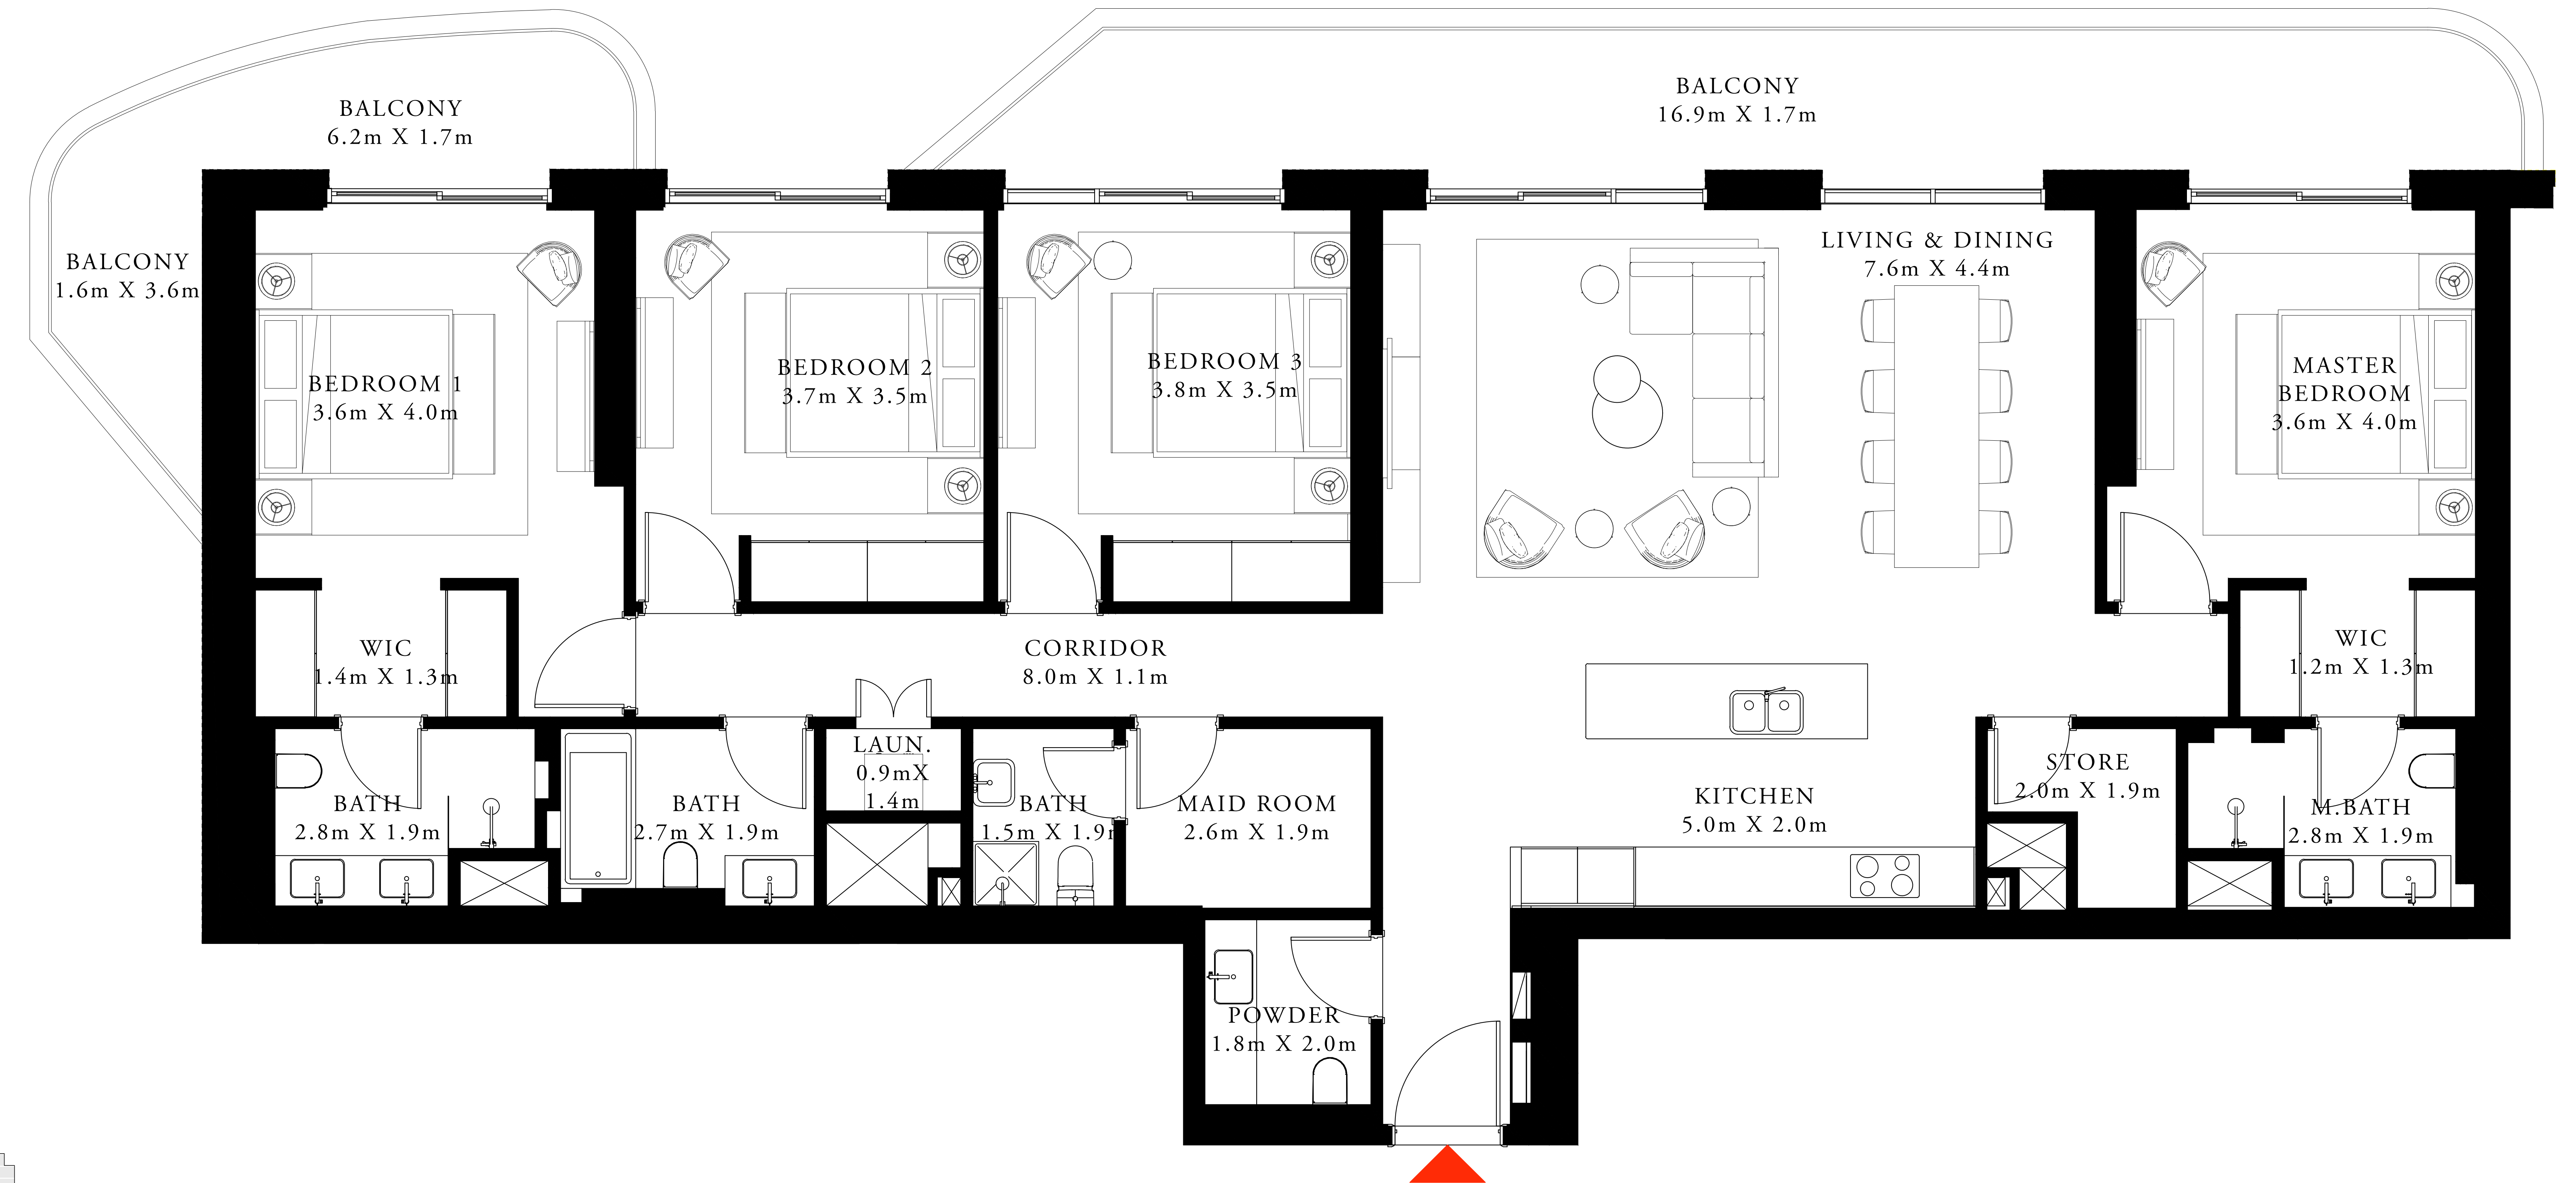 BALCONY
6.2m X 1.7m
BALCONY
16.9m X 1.7m
BALCONY
1.6m X 3.6m
LIVING & DINING
7.6m X 4.4m
BEDROOM 1
3.6m X 4.0m
BEDROOM 2
3.7m X 3.5m
BEDROOM 3
3.8m X 3.5m
MASTER
BEDROOM
3.6m X 4.0m
WIC
1.4m X 1.3m
CORRIDOR
8.0m X 1.1m
WIC
1.2m X 1.3m
LAUN.
0.9mX
1.4m
BATH
2.8m X 1.9m
BATH
2.7m X 1.9m
BATH
1.5m X 1.9m
MAID ROOM
2.6m X 1.9m
KITCHEN
5.0m X 2.0m
STORE
2.0m X 1.9m
M.BATH
2.8m X 1.9m
POWDER
1.8m X 2.0m